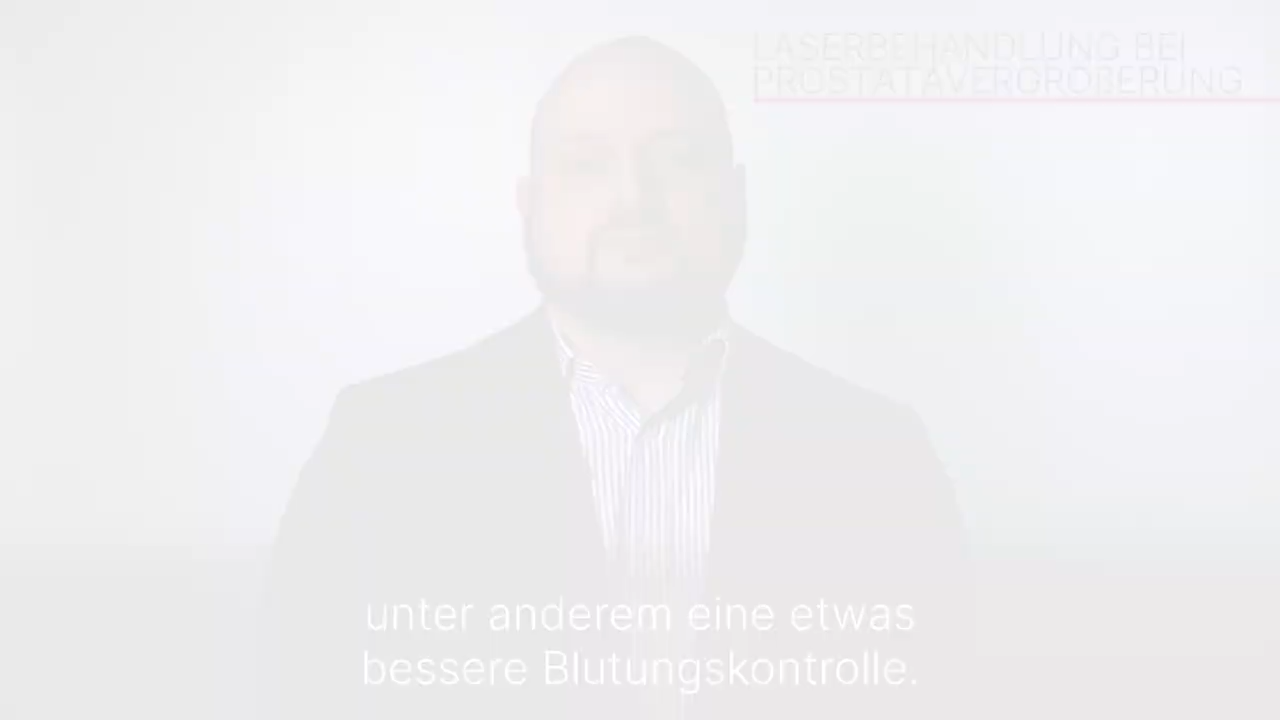 LASERBEHANDLUNG BEI
PROSTATAVERGRÖßERUNG
unter anderem eine etwas
bessere Blutungskontrolle.